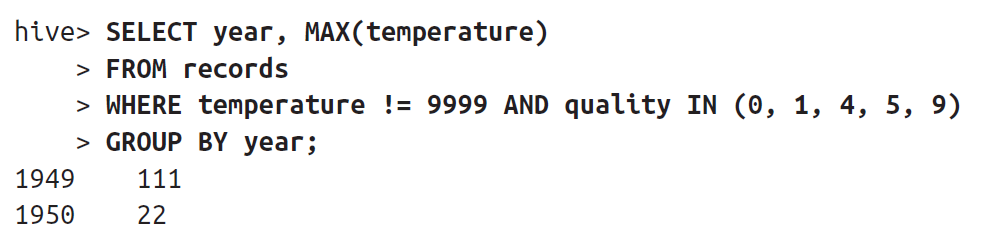 hive> SELECT year, MAX(temperature)
    > FROM records
    > WHERE temperature != 9999 AND quality IN (0, 1, 4, 5, 9)
    > GROUP BY year;
1949    111
1950    22